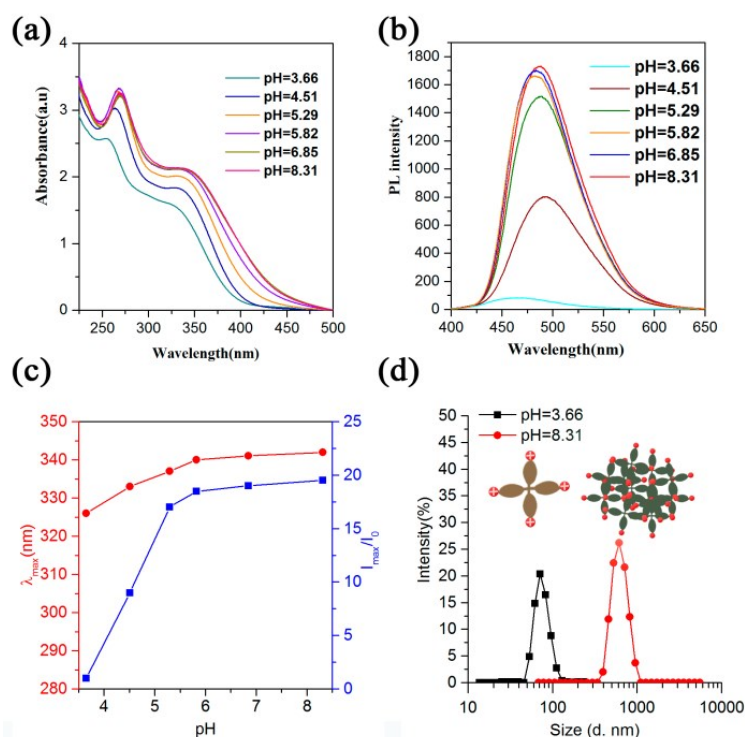 (a)
4
3
2
1
0
225 250 300 350 400 450 500
Absorbance(a.u)
Wavelength(nm)
pH=3.66
pH=4.51
pH=5.29
pH=5.82
pH=6.85
pH=8.31
(b)
1800
1600
1400
1200
1000
800
600
400
200
0
400 450 500 550 600 650
PL intensity
Wavelength(nm)
pH=3.66
pH=4.51
pH=5.29
pH=5.82
pH=6.85
pH=8.31
(c)
350
340
330
320
310
300
290
280
λmax(nm)
25
20
15
10
5
0
Imax/I0
4 5 6 7 8
pH
(d)
pH=3.66
pH=8.31
50
45
40
35
30
25
20
15
10
5
0
Intensity(%)
10 100 1000 10000
Size (d. nm)